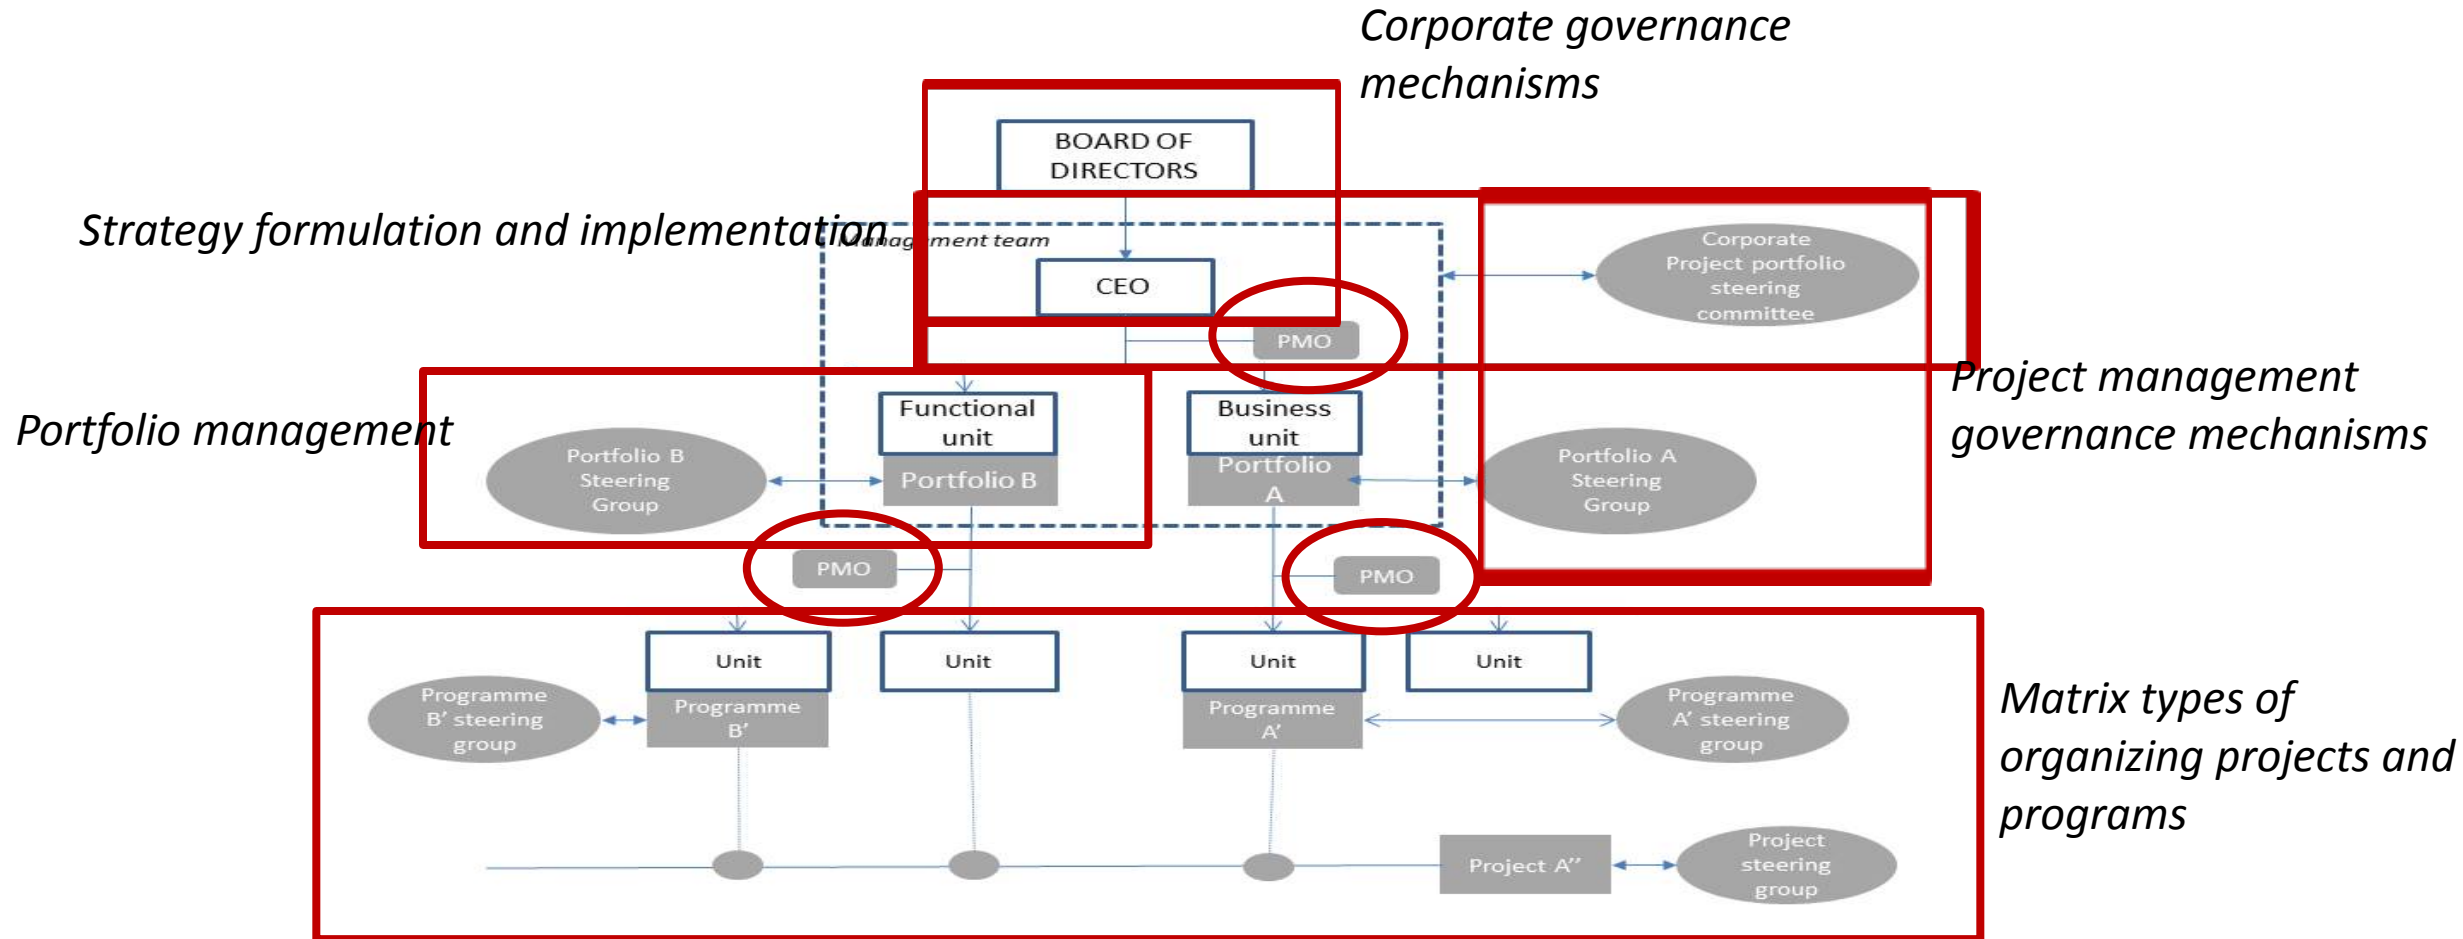 Corporate governance
mechanisms
BOARD OF
DIRECTORS
Strategy formulation and implementation
Management team
CEO
Corporate
Project portfolio
steering
committee
PMO
Project management
governance mechanisms
Portfolio management
Functional
unit
Business
unit
Portfolio B
Steering
Group
Portfolio B
Portfolio
A
Portfolio A
Steering
Group
PMO
PMO
Unit
Unit
Unit
Unit
Programme
B' steering
group
Programme
B'
Programme
A'
Programme
A' steering
group
Matrix types of
organizing projects and
programs
Project A''
Project
steering
group